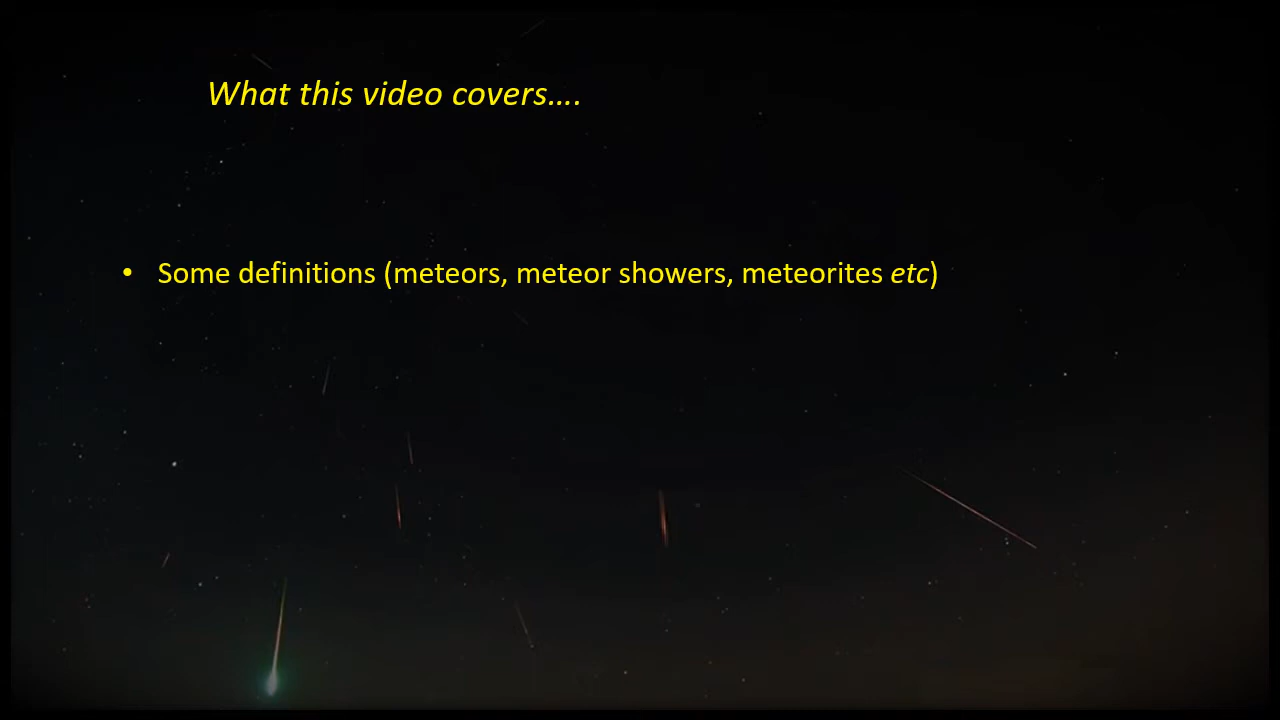 What this video covers....
• Some definitions (meteors, meteor showers, meteorites etc)